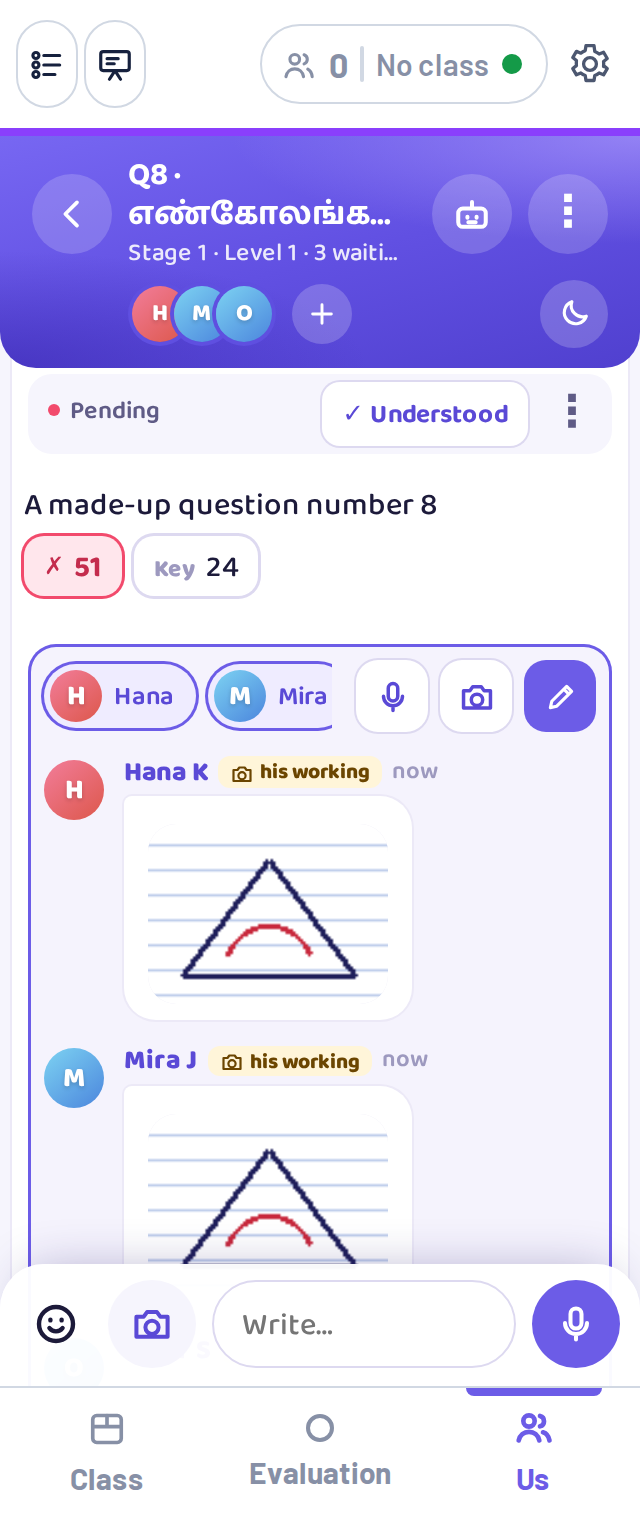 0 No class
Q8 ·
எண்கோலங்க...
Stage 1 · Level 1 · 3 waiti...
H M O +
Pending ✓ Understood
A made-up question number 8
✗ 51 Key 24
H Hana M Mira
H Hana K his working now
M Mira J his working now
Write...
Class Evaluation Us